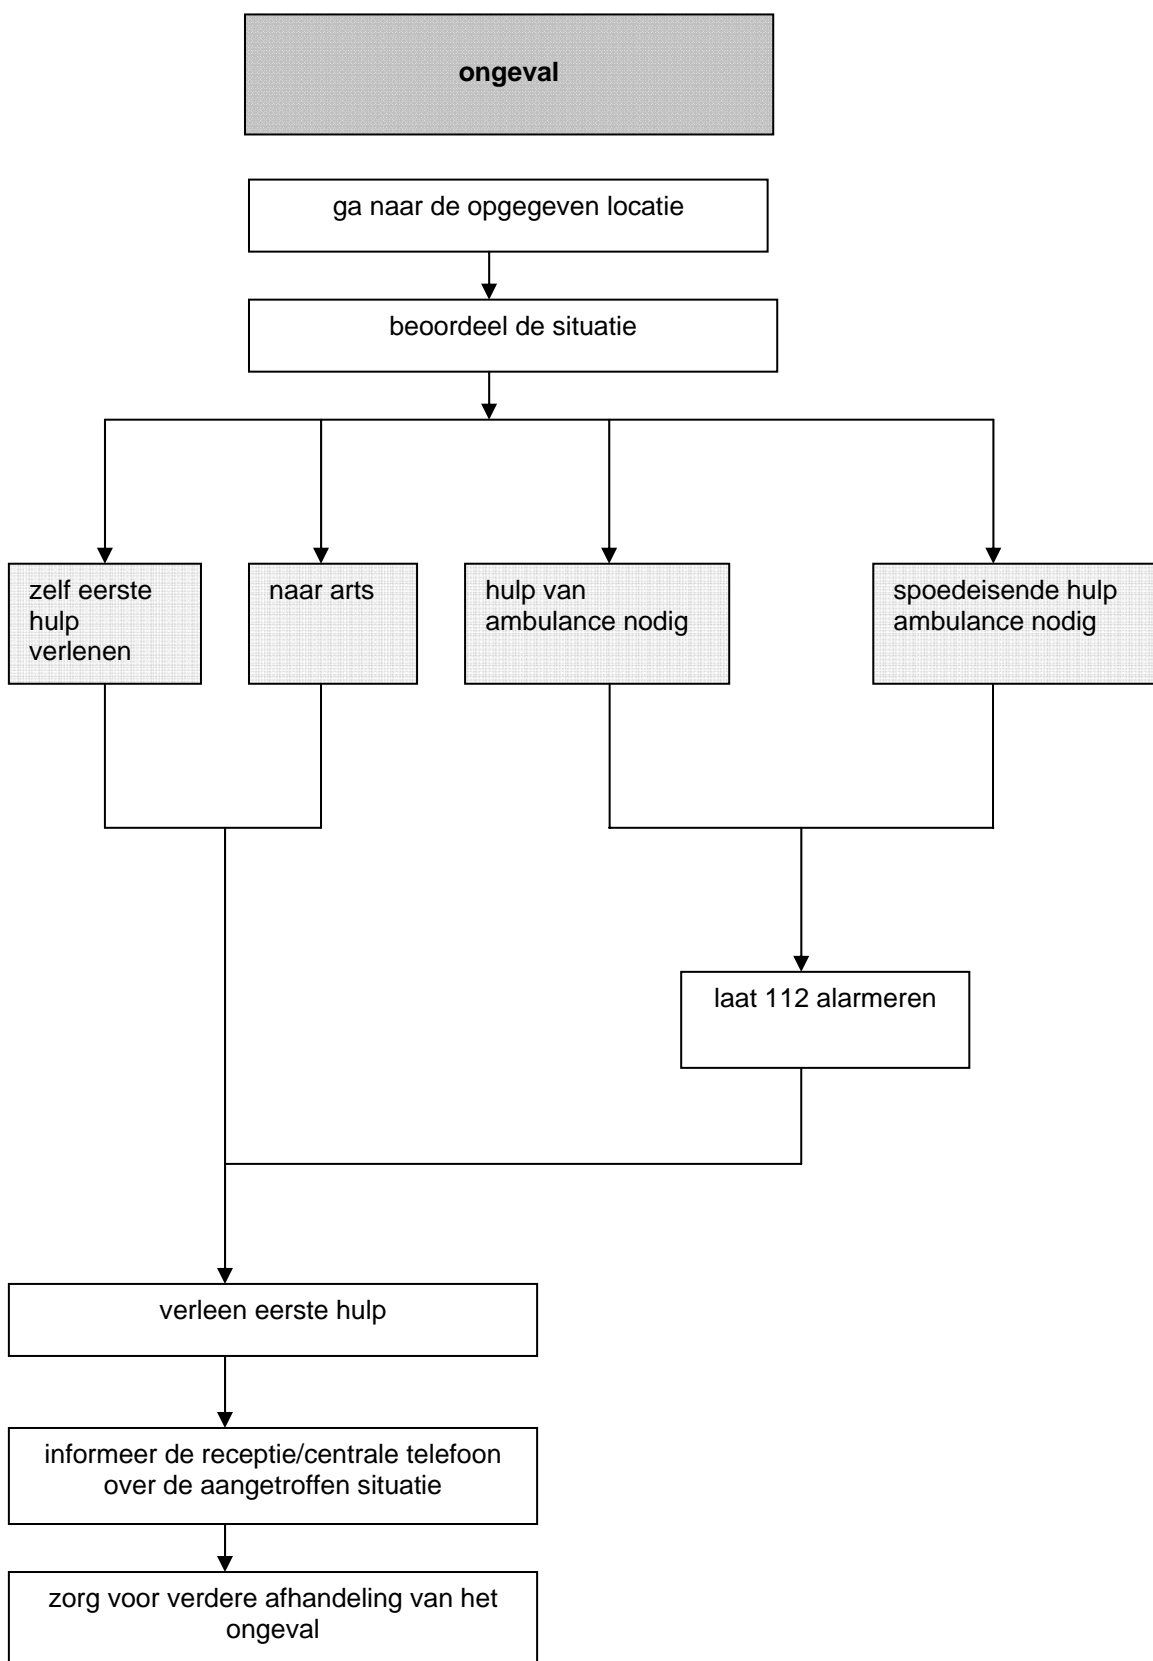 ongeval
ga naar de opgegeven locatie
beoordeel de situatie
zelf eerste
hulp
verlenen
naar arts
hulp van
ambulance nodig
spoedeisende hulp
ambulance nodig
laat 112 alarmeren
verleen eerste hulp
informeer de receptie/centrale telefoon
over de aangetroffen situatie
zorg voor verdere afhandeling van het
ongeval